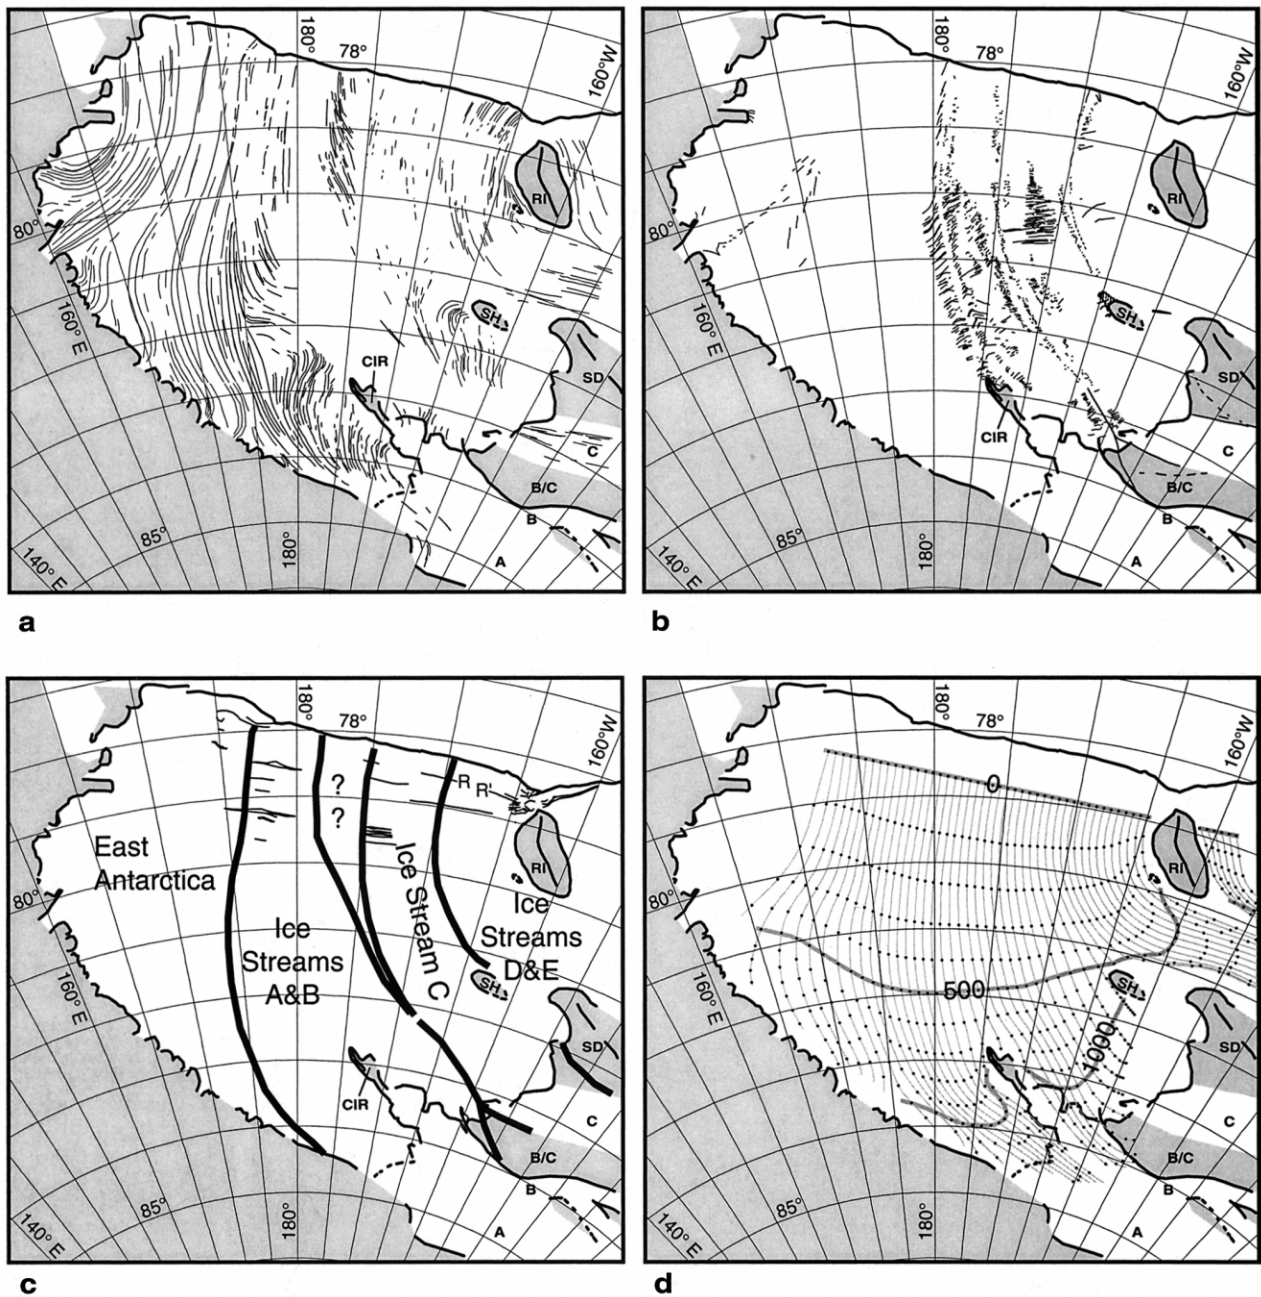 180°
78°
160°W
RI
80°
160° E
SH
CIR
SD
C
B/C
B
A
85°
180°
140° E
a
180°
78°
160°W
RI
80°
160° E
SH
CIR
SD
C
B/C
B
A
85°
180°
140° E
b
180°
78°
160°W
?
?
R R'
East
Antarctica
RI
80°
Ice
Streams
A&B
Ice Stream C
Ice
Streams
D&E
SH
160° E
SD
CIR
C
B/C
B
A
85°
180°
140° E
c
180°
78°
160°W
0
RI
80°
500
SH
160° E
1000
SD
CIR
C
B/C
B
A
85°
180°
140° E
d